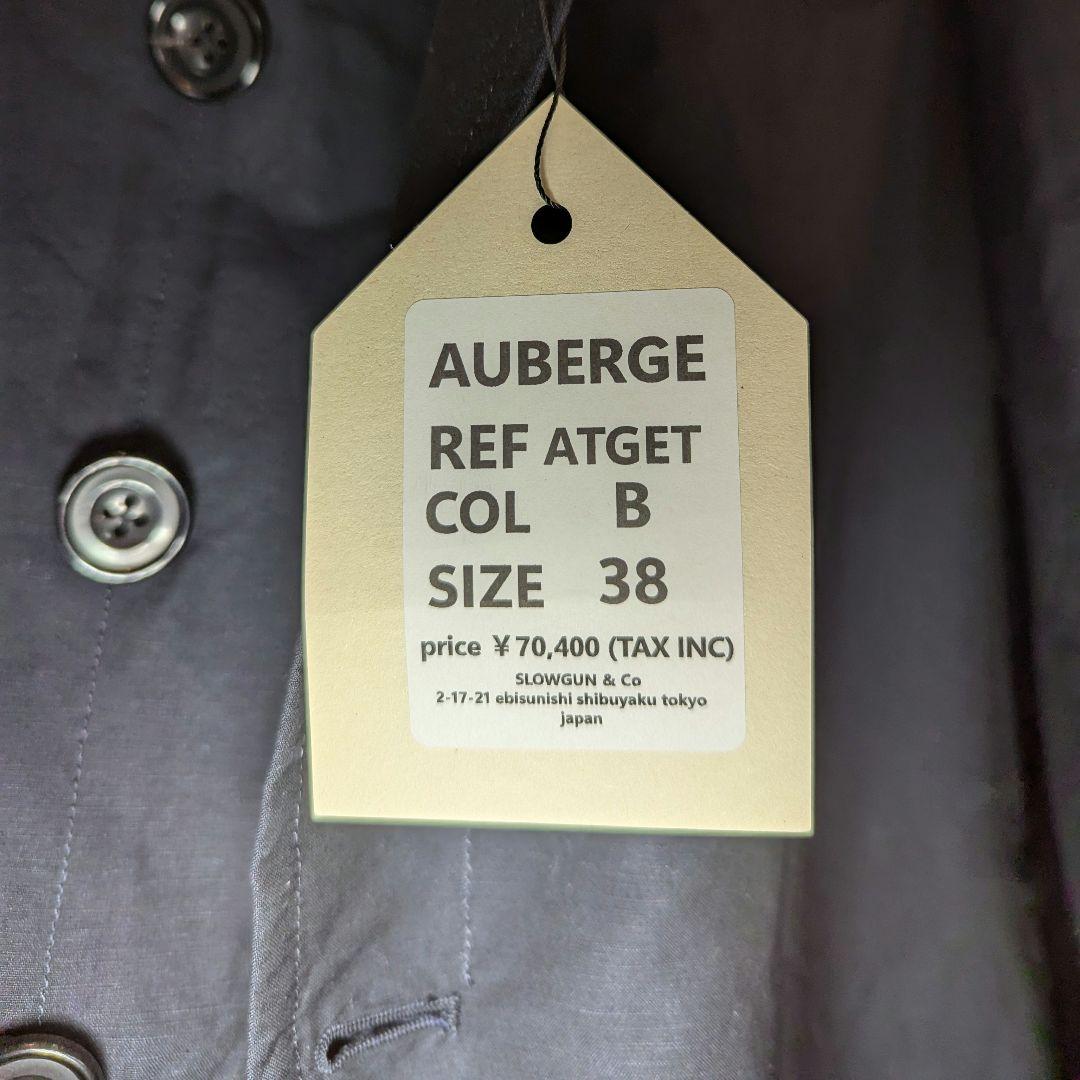 AUBERGE
REF ATGET
COL B
SIZE 38
price ￥70,400 (TAX INC)
SLOWGUN & Co
2-17-21 ebisunishi shibuyaku tokyo
japan